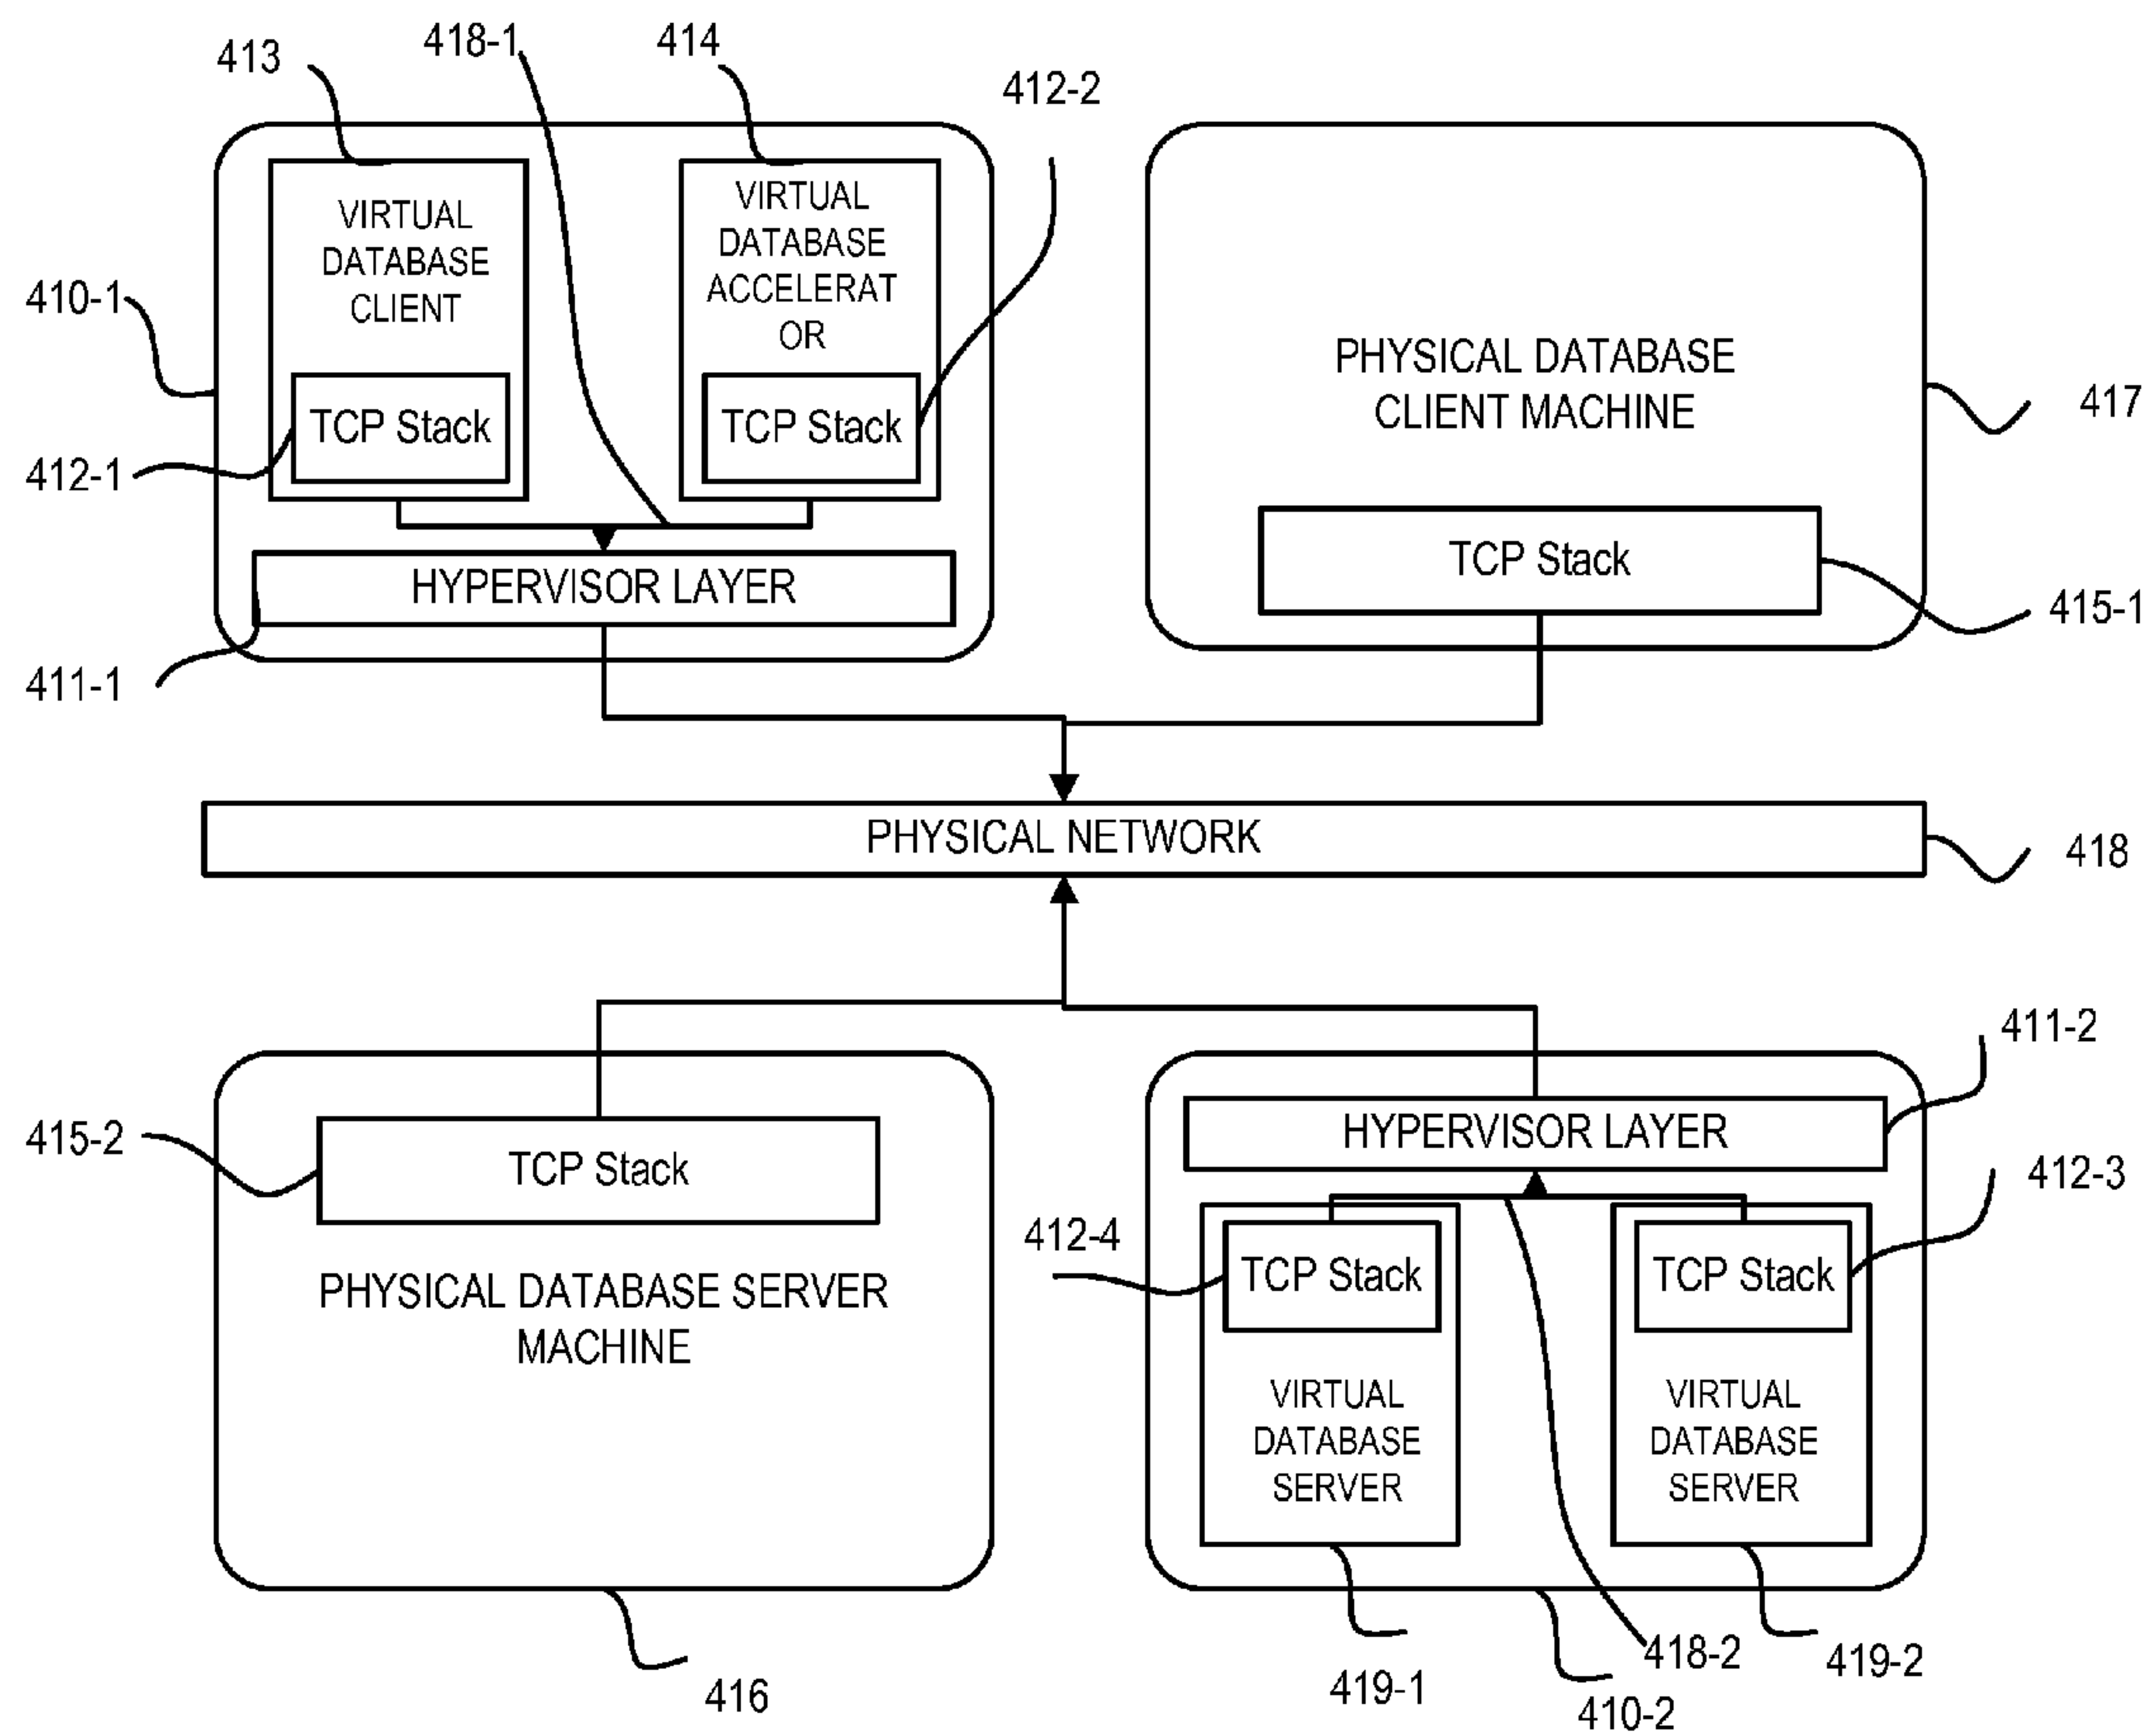 413
418-1
414
412-2
VIRTUAL
DATABASE
CLIENT
VIRTUAL
DATABASE
ACCELERAT
OR
410-1
TCP Stack
TCP Stack
412-1
HYPERVISOR LAYER
411-1
PHYSICAL DATABASE
CLIENT MACHINE
417
TCP Stack
415-1
PHYSICAL NETWORK
418
415-2
TCP Stack
PHYSICAL DATABASE SERVER
MACHINE
416
411-2
HYPERVISOR LAYER
412-3
412-4
TCP Stack
TCP Stack
VIRTUAL
DATABASE
SERVER
VIRTUAL
DATABASE
SERVER
419-1
410-2
418-2
419-2